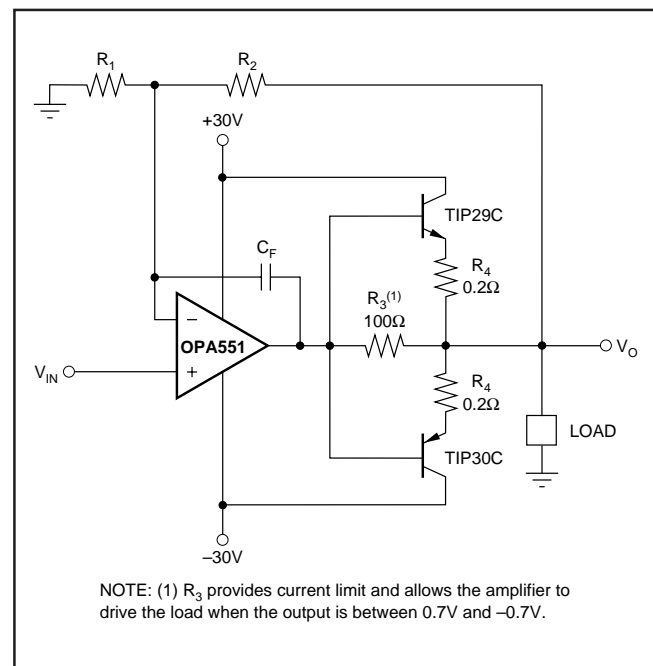 R1
R2
+30V
TIP29C
CF
R4
0.2Ω
R3(1)
100Ω
–
OPA551
+
VIN
VO
R4
0.2Ω
LOAD
TIP30C
–30V
NOTE: (1) R3 provides current limit and allows the amplifier to
drive the load when the output is between 0.7V and –0.7V.